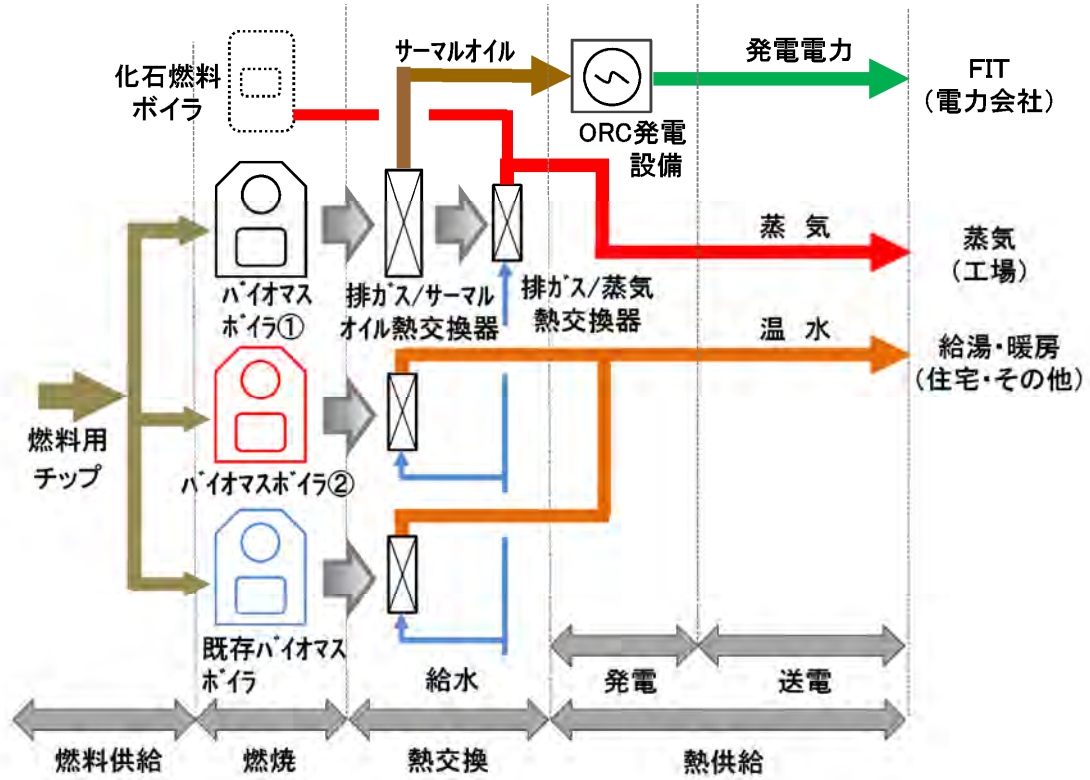 サーマルオイル
発電電力
化石燃料
ボイラ
FIT
(電力会社)
ORC発電
設備
蒸 気
蒸気
(工場)
バイオマス
ボイラ①
排ガス/サーマル
オイル熱交換器
排ガス/蒸気
熱交換器
温 水
給湯・暖房
(住宅・その他)
燃料用
チップ
バイオマスボイラ②
既存バイオマス
ボイラ
給水
発電
送電
燃料供給
燃焼
熱交換
熱供給